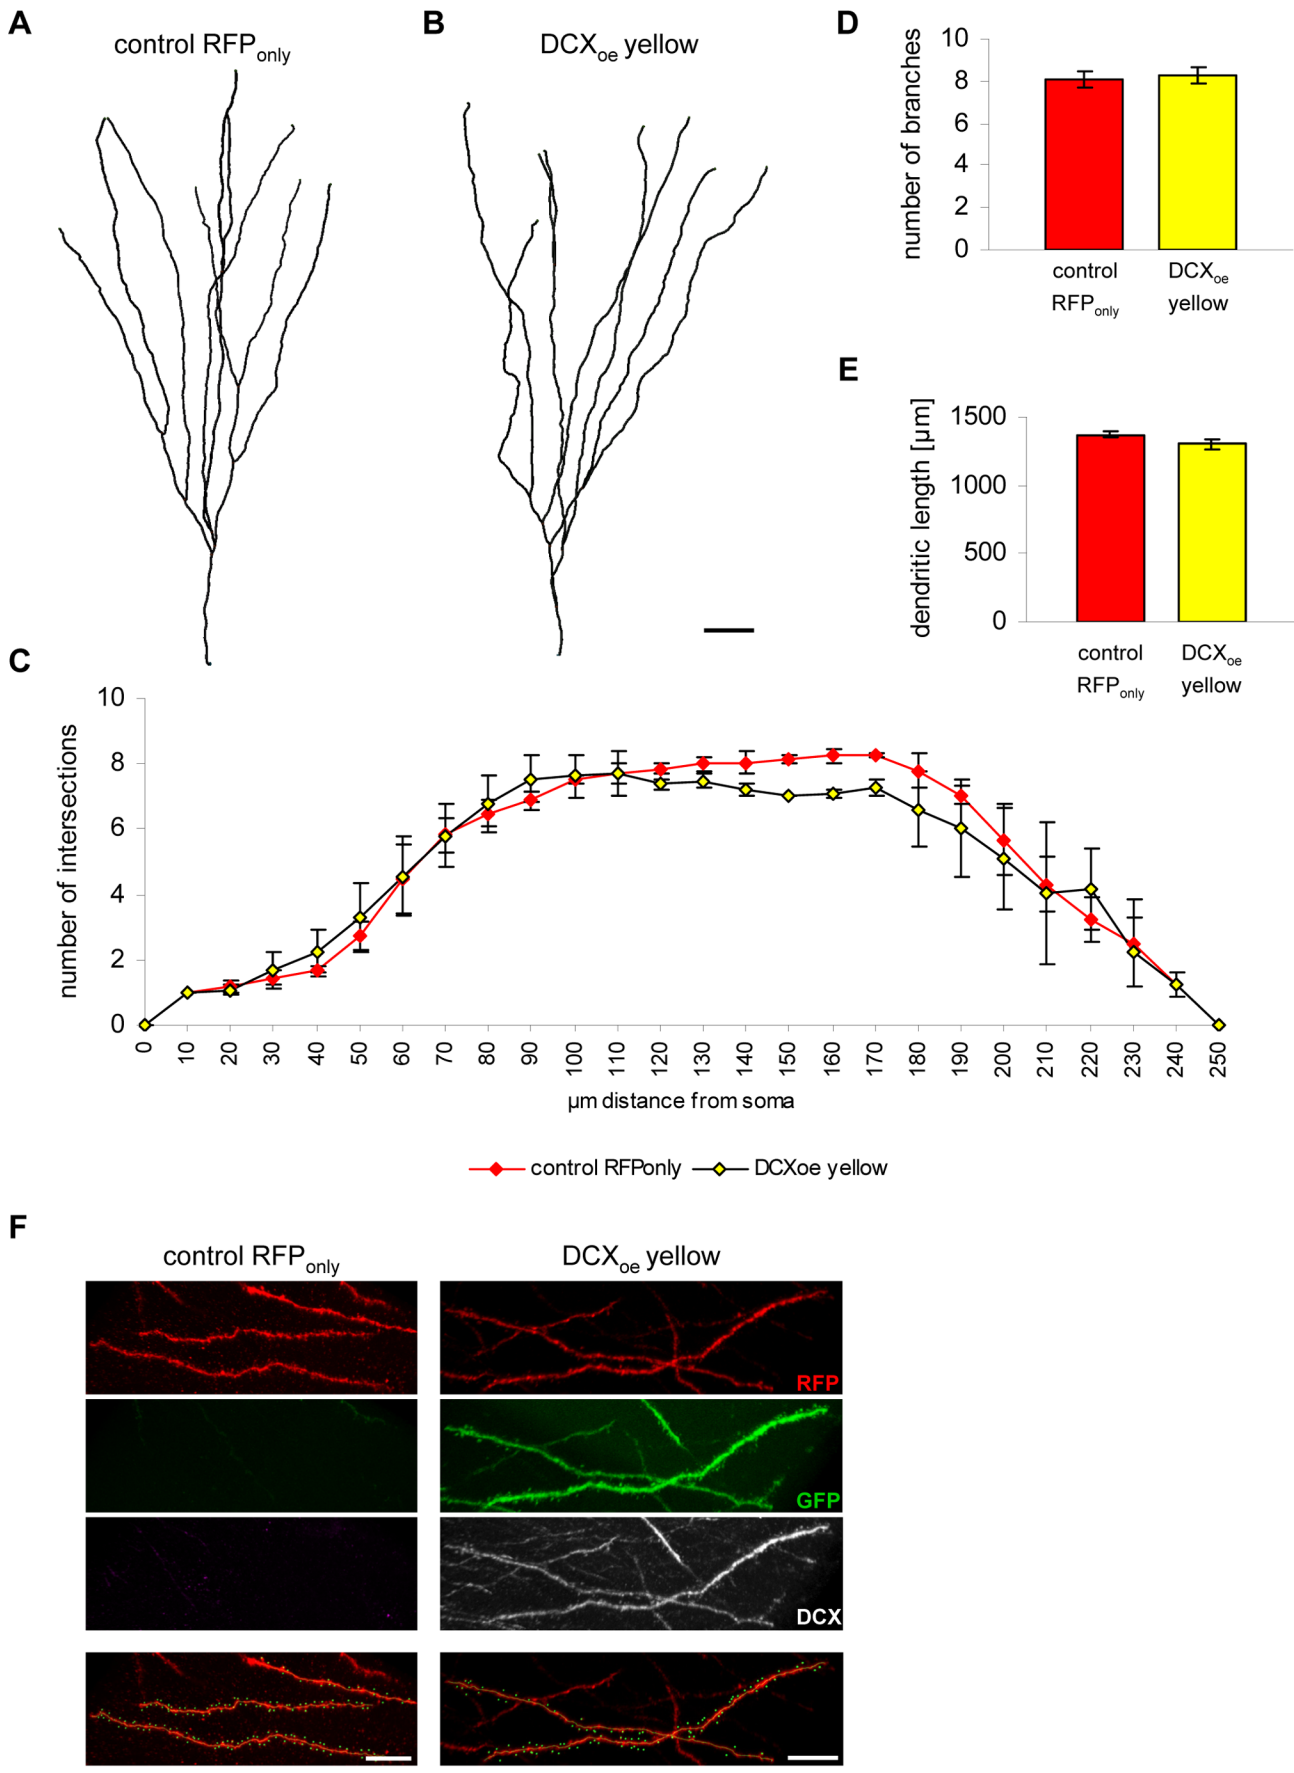 A
control RFPonly
B
DCXoe yellow
D
number of branches
10
8
6
4
2
0
control
RFPonly
DCXoe
yellow
E
dendritic length [µm]
1500
1000
500
0
control
RFPonly
DCXoe
yellow
C
number of intersections
10
8
6
4
2
0
0 10 20 30 40 50 60 70 80 90 100 110 120 130 140 150 160 170 180 190 200 210 220 230 240 250
µm distance from soma
control RFPonly DCXoe yellow
F
control RFPonly
DCXoe yellow
RFP
GFP
DCX